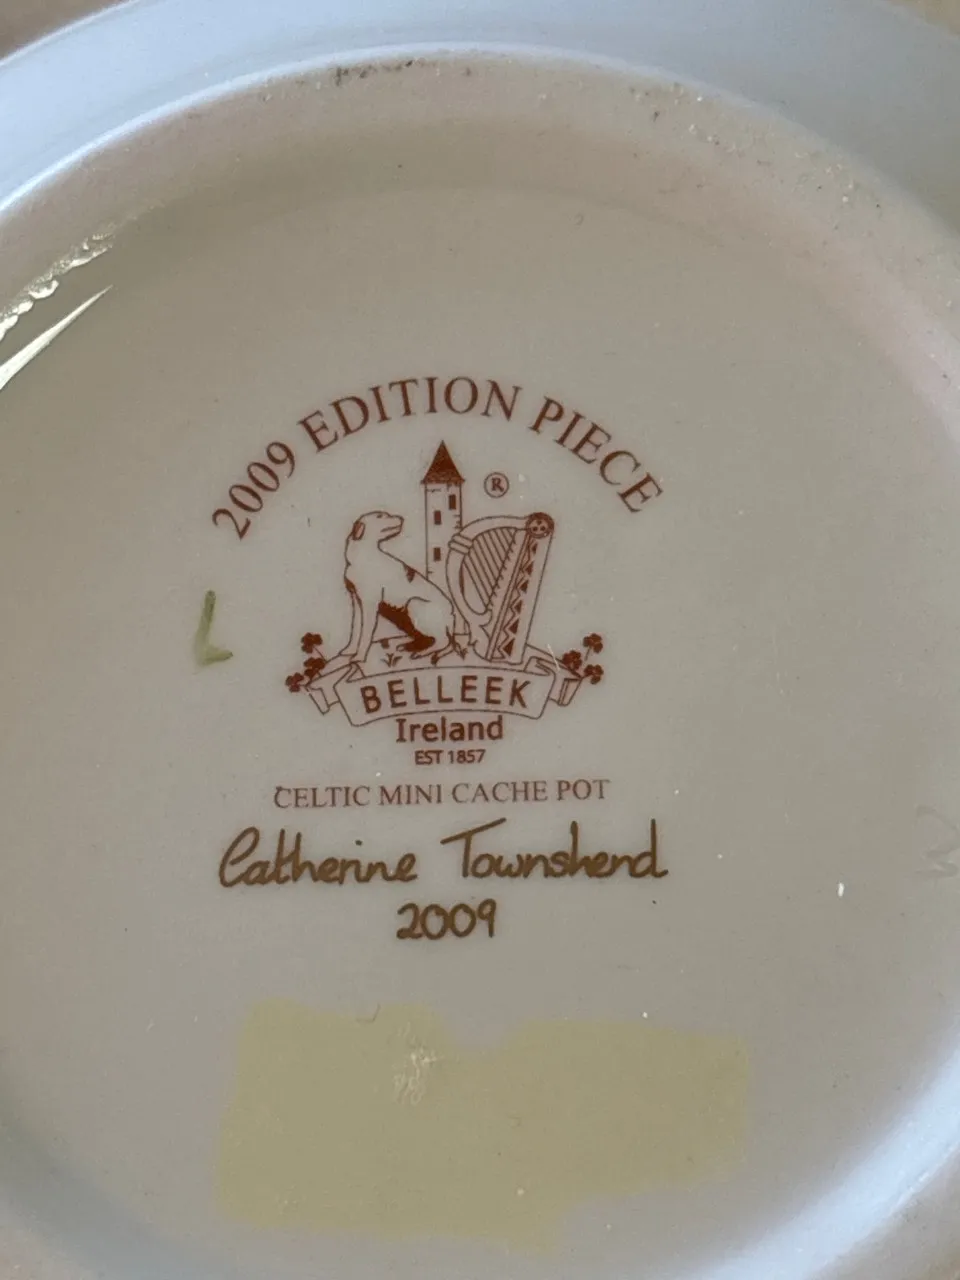 2009 EDITION PIECE
®
BELLEEK
Ireland
EST 1857
CELTIC MINI CACHE POT
Catherine Townshend
2009
L